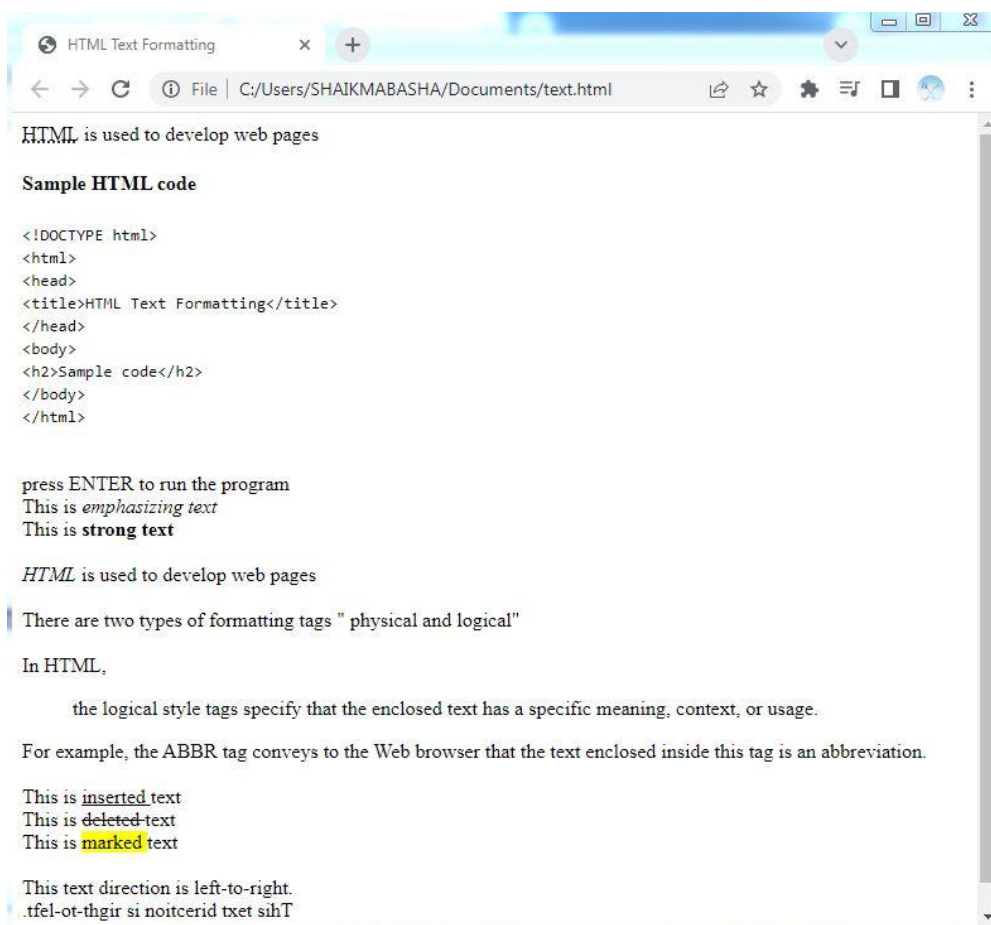 HTML Text Formatting
File C:/Users/SHAIKMABASHA/Documents/text.html
HTML is used to develop web pages
Sample HTML code
<!DOCTYPE html>
<html>
<head>
<title>HTML Text Formatting</title>
</head>
<body>
<h2>Sample code</h2>
</body>
</html>
press ENTER to run the program
This is emphasizing text
This is strong text
HTML is used to develop web pages
There are two types of formatting tags " physical and logical"
In HTML,
the logical style tags specify that the enclosed text has a specific meaning, context, or usage.
For example, the ABBR tag conveys to the Web browser that the text enclosed inside this tag is an abbreviation.
This is inserted text
This is deleted text
This is marked text
This text direction is left-to-right.
.tfel-ot-thgir si noitcerid txet sihT